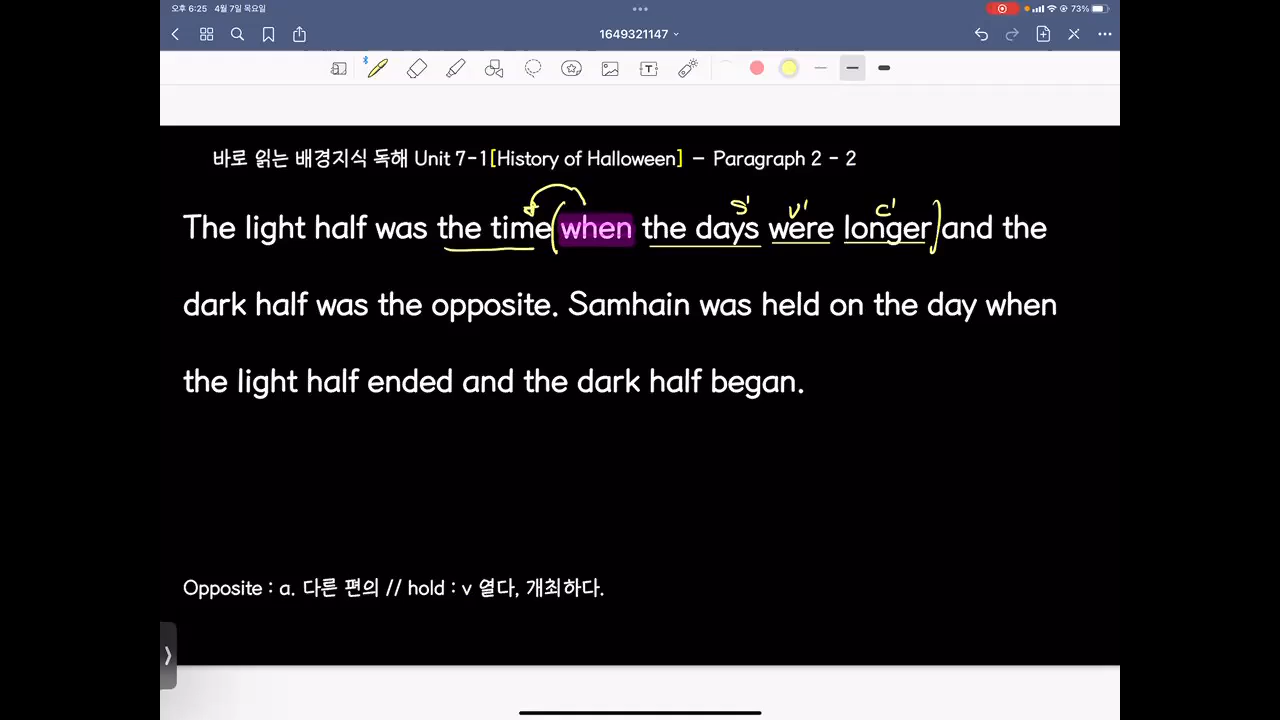 오후 6:25 4월 7일 목요일
73%
1649321147
바로 읽는 배경지식 독해 Unit 7-1[History of Halloween] – Paragraph 2 - 2
S' V' C'
The light half was the time(when the days were longer)and the
dark half was the opposite. Samhain was held on the day when
the light half ended and the dark half began.
Opposite : a. 다른 편의 // hold : v 열다, 개최하다.